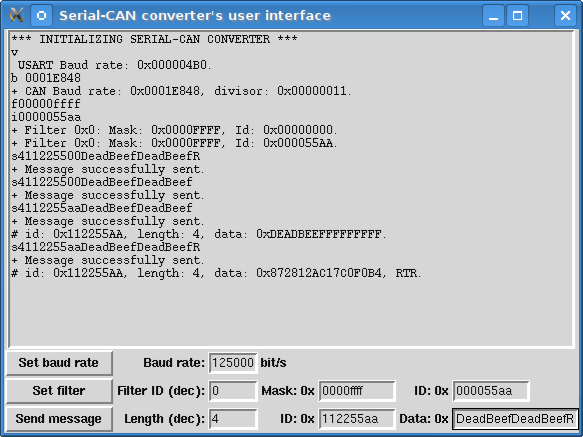 Serial-CAN converter's user interface
*** INITIALIZING SERIAL-CAN CONVERTER ***
v
USART Baud rate: 0x000004B0.
b 0001E848
+ CAN Baud rate: 0x0001E848, divisor: 0x00000011.
f00000ffff
i0000055aa
+ Filter 0x0: Mask: 0x0000FFFF, Id: 0x00000000.
+ Filter 0x0: Mask: 0x0000FFFF, Id: 0x000055AA.
s411225500DeadBeefDeadBeefR
+ Message successfully sent.
s411225500DeadBeefDeadBeef
+ Message successfully sent.
s4112255aaDeadBeefDeadBeef
+ Message successfully sent.
# id: 0x112255AA, length: 4, data: 0xDEADBEEFFFFFFFFF.
s4112255aaDeadBeefDeadBeefR
+ Message successfully sent.
# id: 0x112255AA, length: 4, data: 0x872812AC17C0F0B4, RTR.
Set baud rate Baud rate: 125000 bit/s
Set filter Filter ID (dec): 0 Mask: 0x 0000ffff ID: 0x 000055aa
Send message Length (dec): 4 ID: 0x 112255aa Data: 0x DeadBeefDeadBeefR